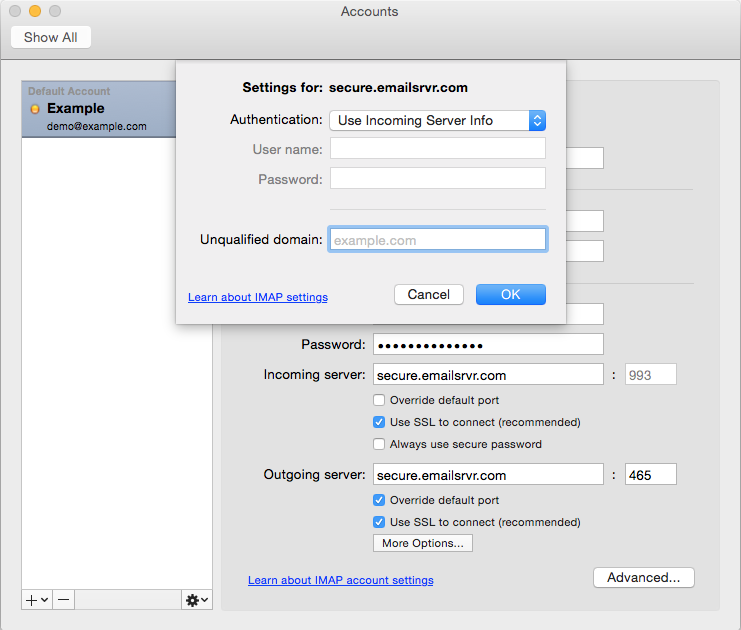 Accounts
Show All
Default Account
Example
demo@example.com
Settings for: secure.emailsrvr.com
Authentication: Use Incoming Server Info
User name:
Password:
Unqualified domain: example.com
Learn about IMAP settings
Cancel
OK
Password: ••••••••••••••
Incoming server: secure.emailsrvr.com : 993
Override default port
Use SSL to connect (recommended)
Always use secure password
Outgoing server: secure.emailsrvr.com : 465
Override default port
Use SSL to connect (recommended)
More Options...
Learn about IMAP account settings
Advanced...